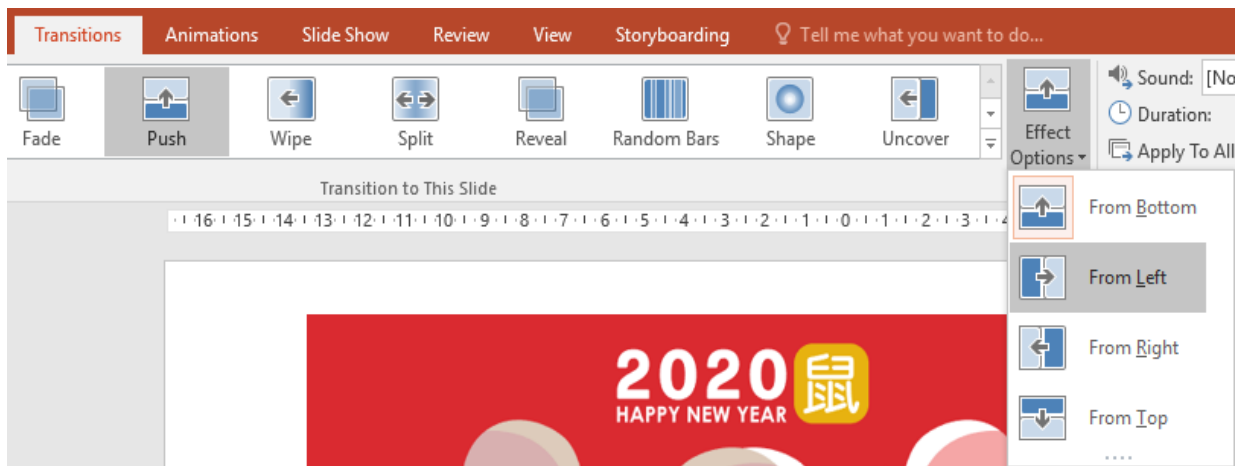 Transitions Animations Slide Show Review View Storyboarding Tell me what you want to do...
Fade Push Wipe Split Reveal Random Bars Shape Uncover
Effect Options
Sound: [No
Duration:
Apply To All
Transition to This Slide
16 15 14 13 12 11 10 9 8 7 6 5 4 3 2 1 0 1 2 3 4
From Bottom
From Left
From Right
From Top
2020 鼠
HAPPY NEW YEAR